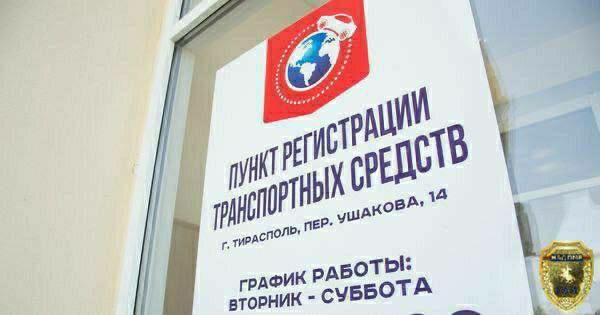 ПУНКТ РЕГИСТРАЦИИ
ТРАНСПОРТНЫХ СРЕДСТВ
Г. ТИРАСПОЛЬ, ПЕР. УШАКОВА, 14
ГРАФИК РАБОТЫ:
ВТОРНИК - СУББОТА